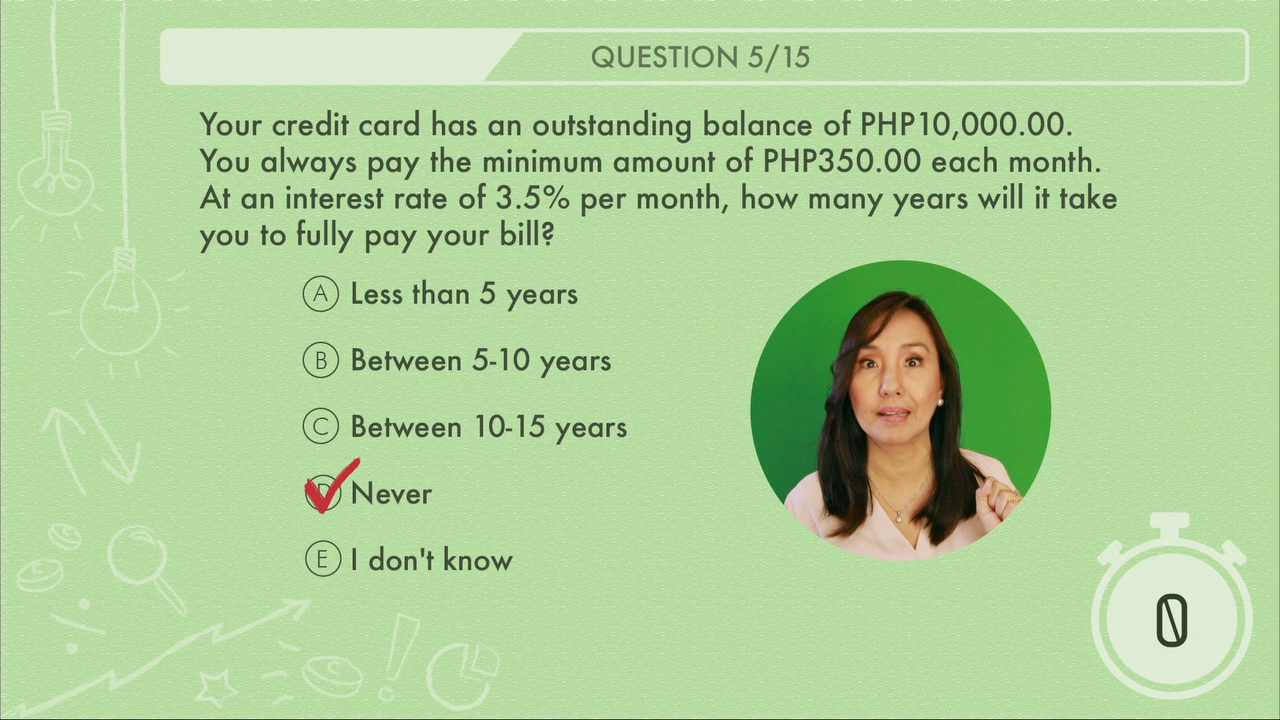 QUESTION 5/15
Your credit card has an outstanding balance of PHP10,000.00.
You always pay the minimum amount of PHP350.00 each month.
At an interest rate of 3.5% per month, how many years will it take
you to fully pay your bill?
A Less than 5 years
B Between 5-10 years
C Between 10-15 years
D Never
E I don't know
0